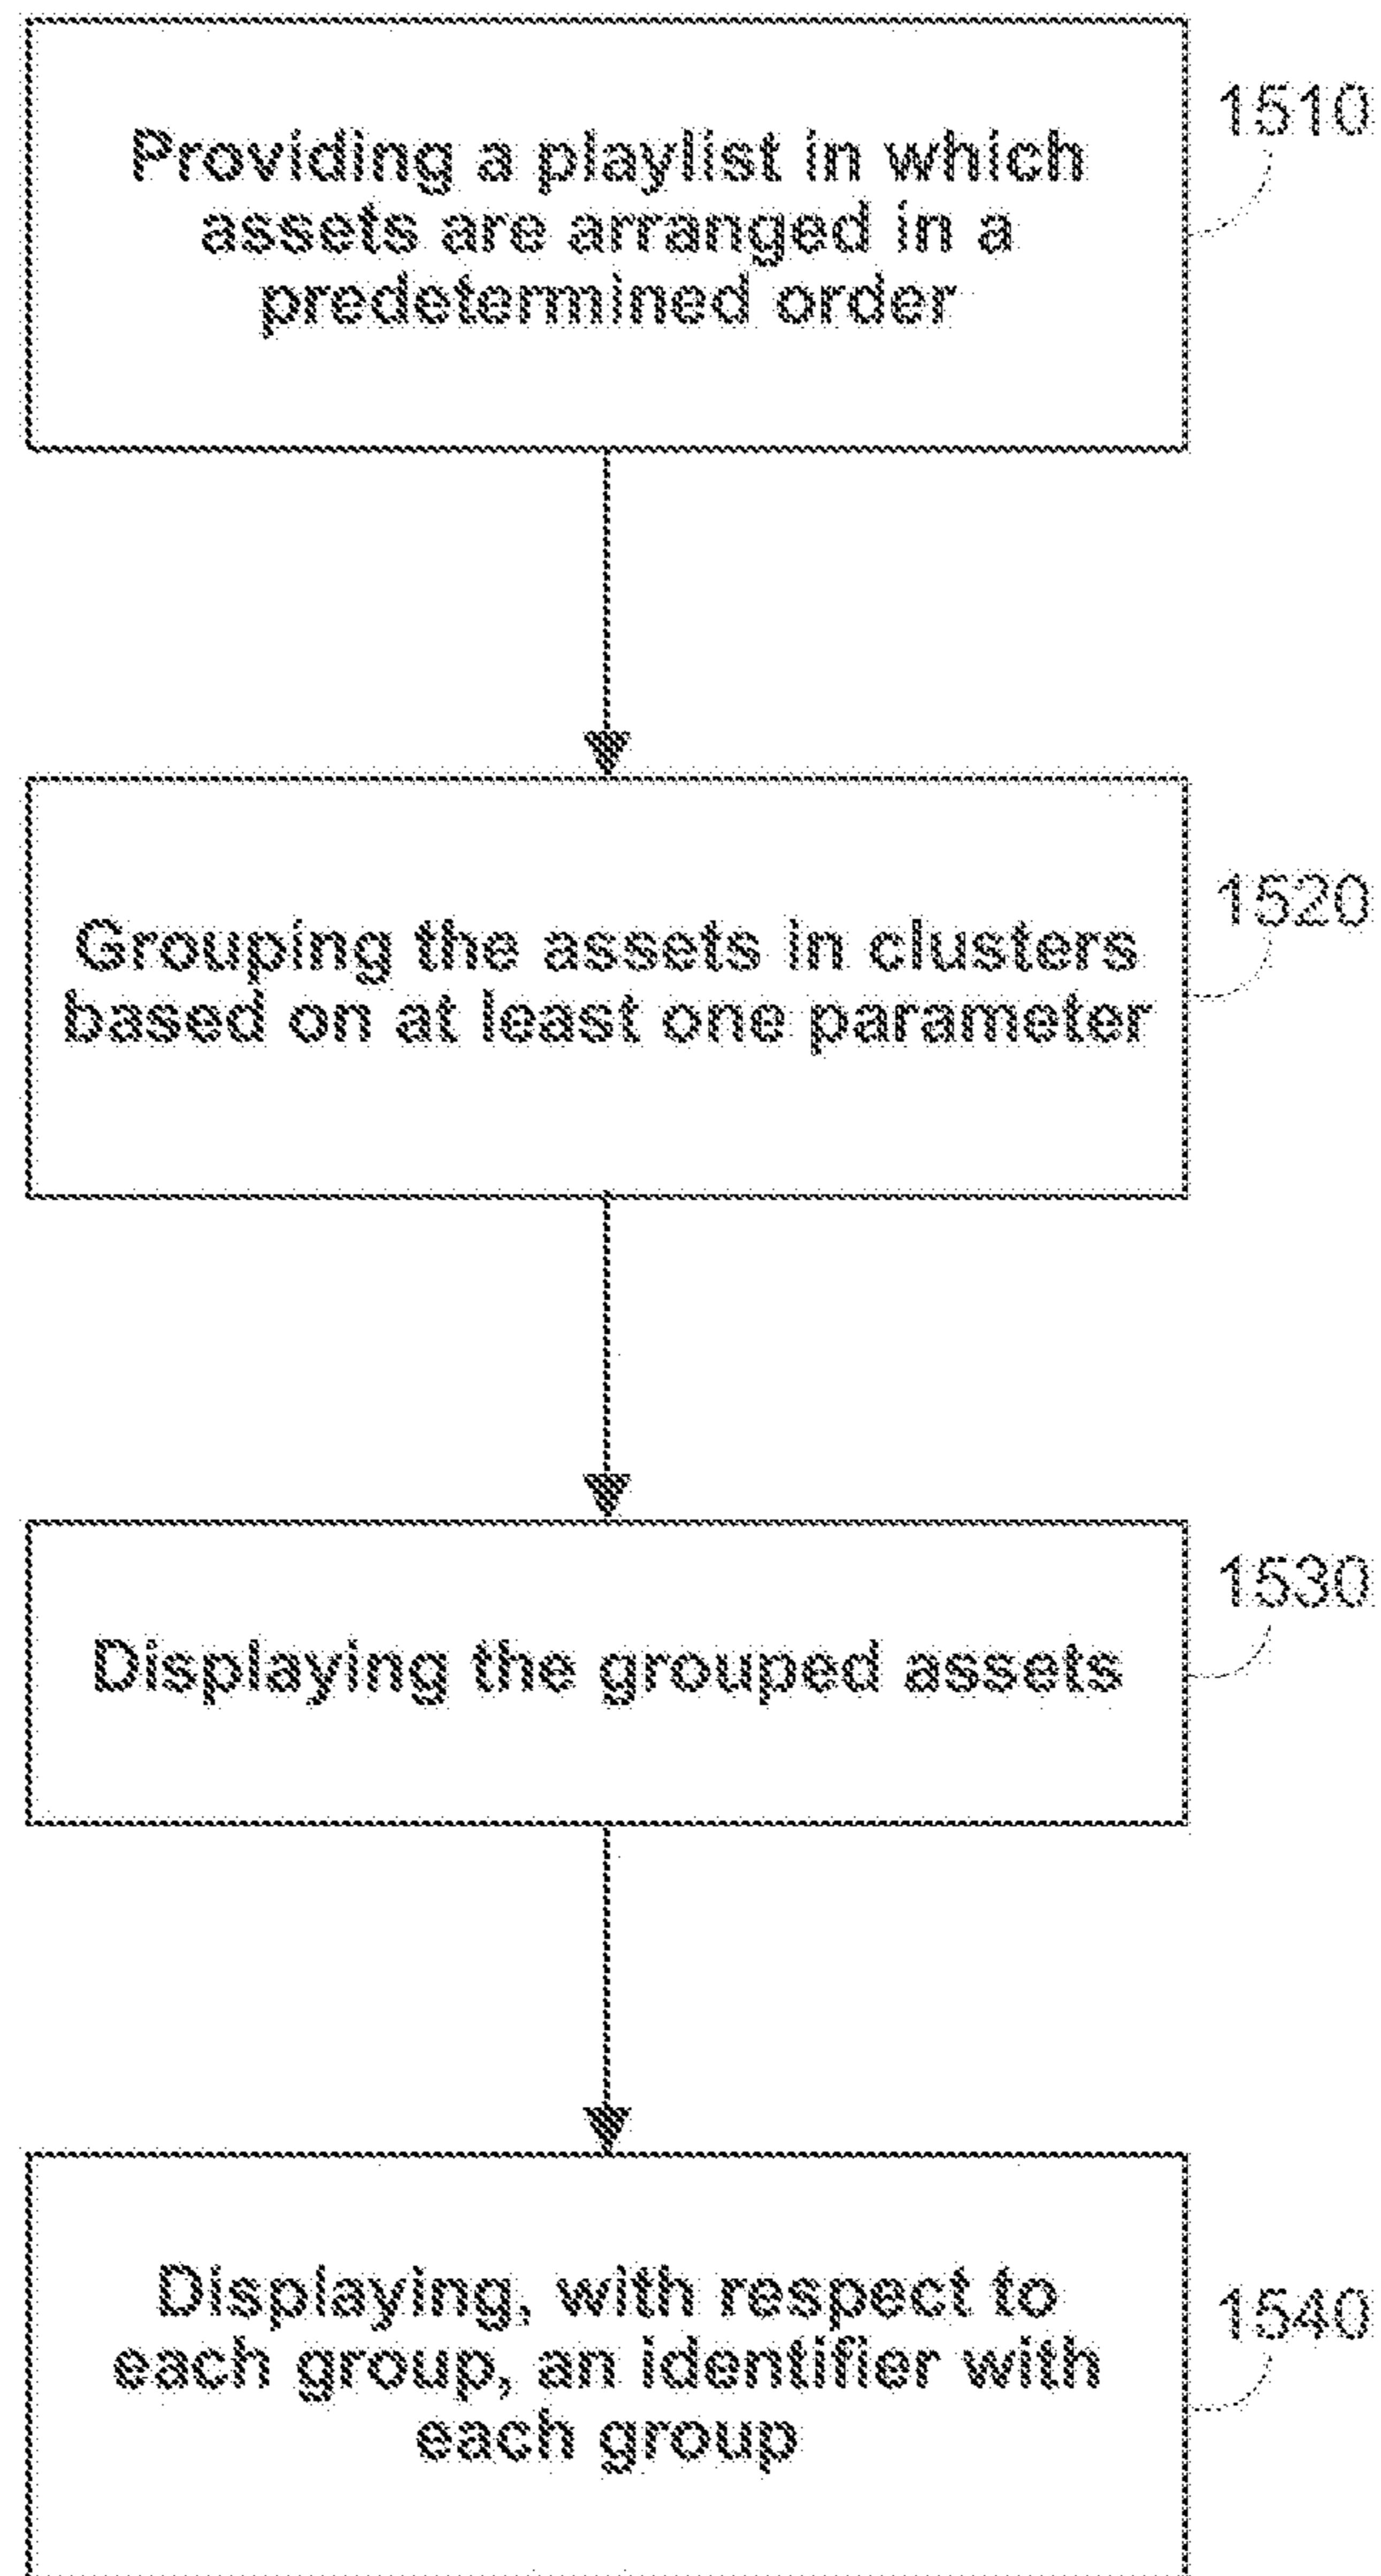 Providing a playlist in which
assets are arranged in a
predetermined order
1510
Grouping the assets in clusters
based on at least one parameter
1520
Displaying the grouped assets
1530
Displaying, with respect to
each group, an identifier with
each group
1540